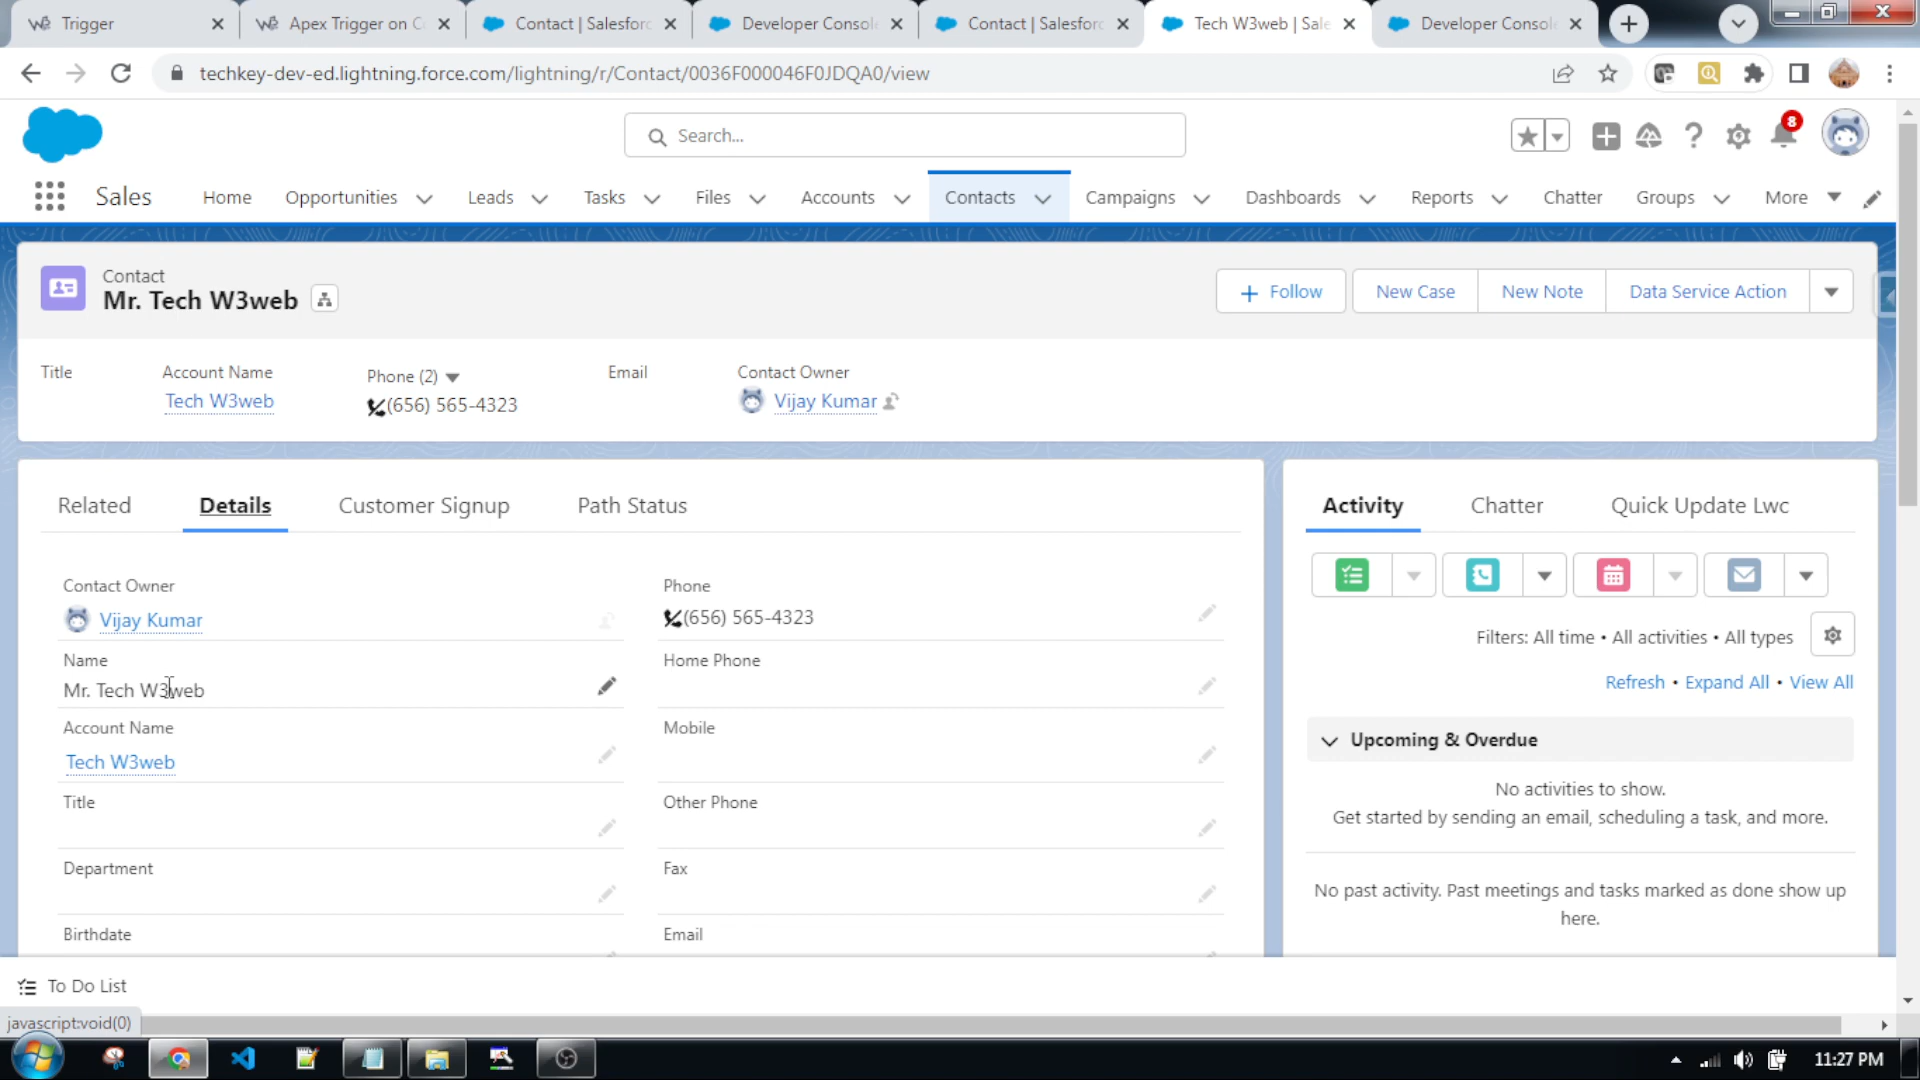 Trigger
Apex Trigger on C
Contact | Salesforc
Developer Consol
Contact | Salesforc
Tech W3web | Sale
Developer Consol
techkey-dev-ed.lightning.force.com/lightning/r/Contact/0036F000046F0JDQA0/view
Search...
8
Sales
Home
Opportunities
Leads
Tasks
Files
Accounts
Contacts
Campaigns
Dashboards
Reports
Chatter
Groups
More
Contact
Mr. Tech W3web
Follow
New Case
New Note
Data Service Action
Title
Account Name
Tech W3web
Phone (2)
(656) 565-4323
Email
Contact Owner
Vijay Kumar
Related
Details
Customer Signup
Path Status
Contact Owner
Vijay Kumar
Phone
(656) 565-4323
Name
Mr. Tech W3web
Home Phone
Account Name
Tech W3web
Mobile
Title
Other Phone
Department
Fax
Birthdate
Email
Activity
Chatter
Quick Update Lwc
Filters: All time • All activities • All types
Refresh • Expand All • View All
Upcoming & Overdue
No activities to show.
Get started by sending an email, scheduling a task, and more.
No past activity. Past meetings and tasks marked as done show up
here.
To Do List
javascript:void(0)
11:27 PM